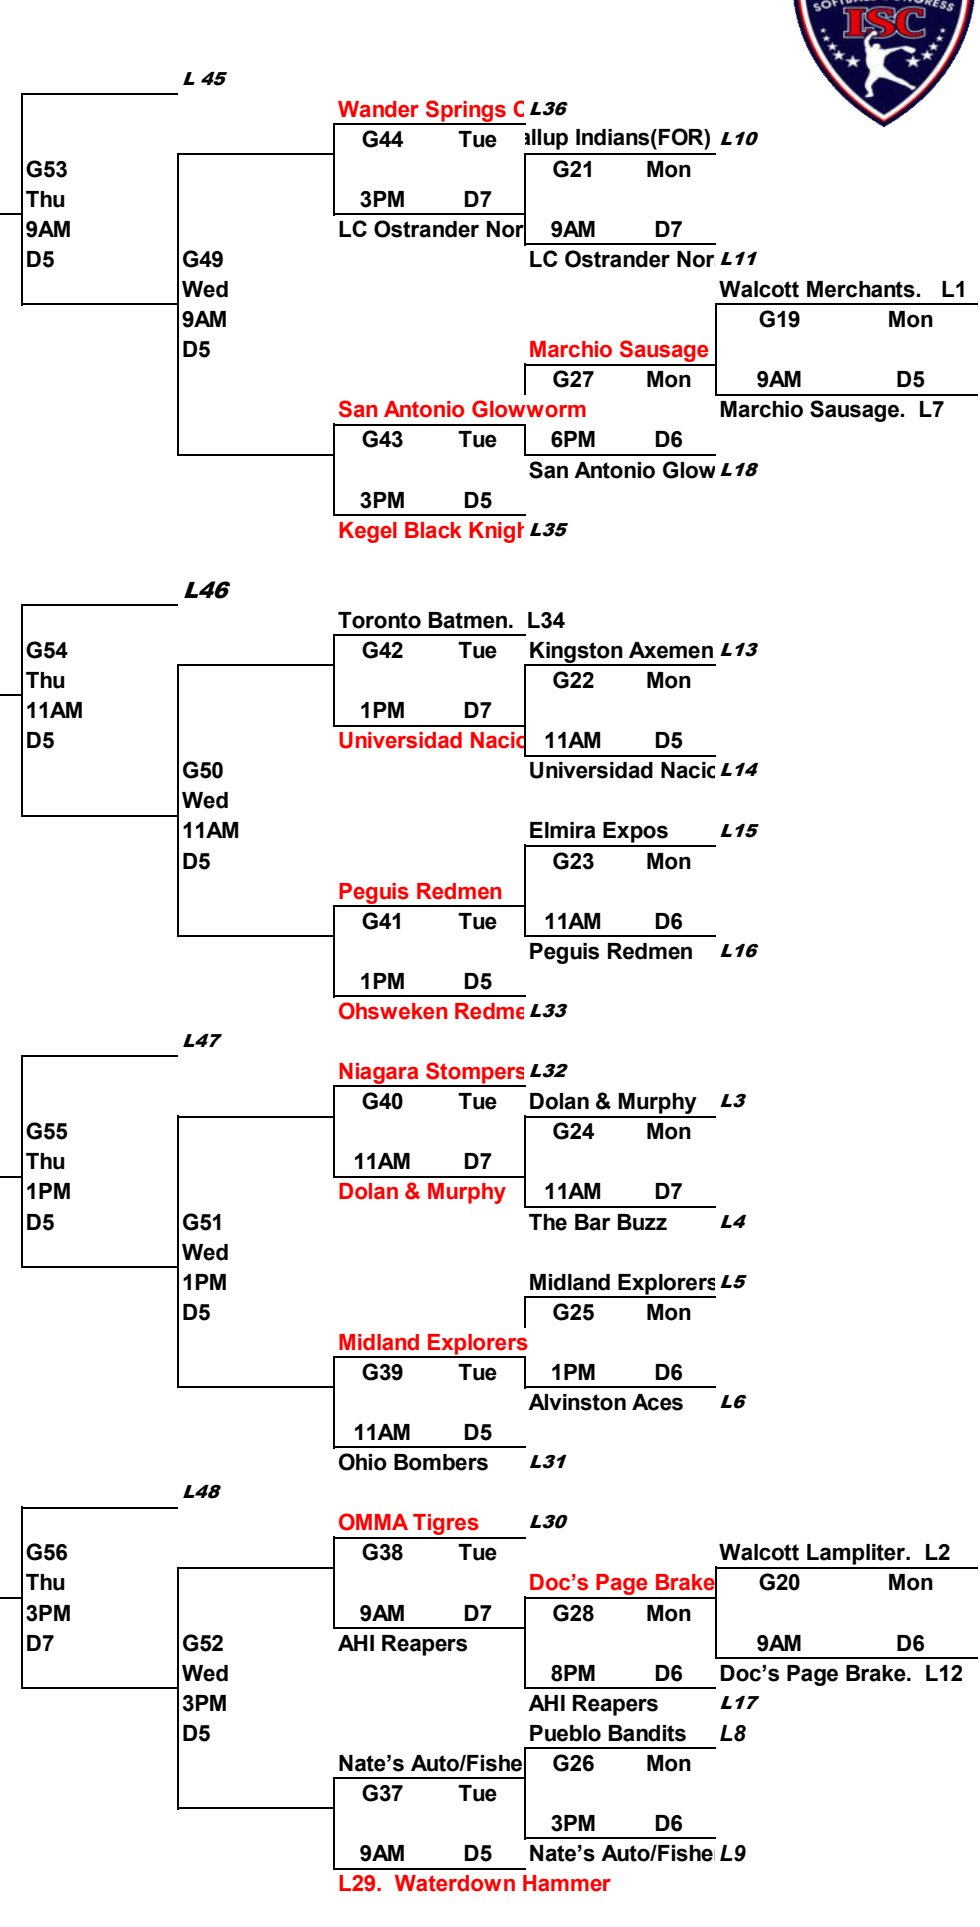 SOFTBALL CONGRESS
ISC
L 45
Wander Springs C L36
G44 Tue allup Indians(FOR) L10
G53 G21 Mon
Thu 3PM D7
9AM LC Ostrander Nor 9AM D7
D5 G49 LC Ostrander Nor L11
Wed Walcott Merchants. L1
9AM G19 Mon
D5 Marchio Sausage
G27 Mon 9AM D5
San Antonio Glowworm Marchio Sausage. L7
G43 Tue 6PM D6
San Antonio Glow L18
3PM D5
Kegel Black Knigh L35
L46
Toronto Batmen. L34
G54 G42 Tue Kingston Axemen L13
Thu G22 Mon
11AM 1PM D7
D5 Universidad Nacio 11AM D5
G50 Universidad Nacio L14
Wed
11AM Elmira Expos L15
D5 G23 Mon
Peguis Redmen
G41 Tue 11AM D6
Peguis Redmen L16
1PM D5
Ohsweken Redme L33
L47
Niagara Stompers L32
G40 Tue Dolan & Murphy L3
G55 G24 Mon
Thu 11AM D7
1PM Dolan & Murphy 11AM D7
D5 G51 The Bar Buzz L4
Wed
1PM Midland Explorers L5
D5 G25 Mon
Midland Explorers
G39 Tue 1PM D6
Alvinston Aces L6
11AM D5
Ohio Bombers L31
L48
OMMA Tigres L30
G56 G38 Tue Walcott Lampliter. L2
Thu Doc's Page Brake G20 Mon
3PM 9AM D7 G28 Mon
D7 G52 AHI Reapers 9AM D6
Wed 8PM D6 Doc's Page Brake. L12
3PM AHI Reapers L17
D5 Pueblo Bandits L8
Nate's Auto/Fishe G26 Mon
G37 Tue
3PM D6
9AM D5 Nate's Auto/Fishe L9
L29. Waterdown Hammer